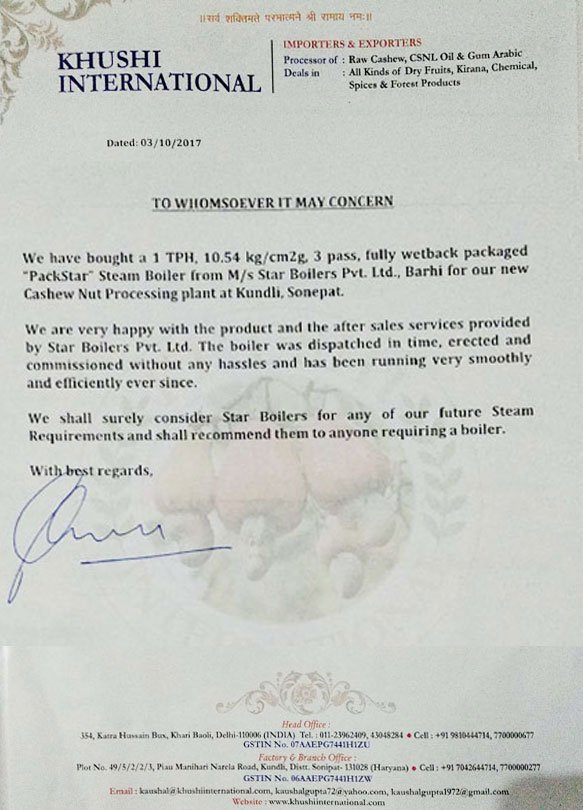 ॥सर्व शक्तिमते परमात्मने श्री रामाय नमः॥
KHUSHI
INTERNATIONAL
IMPORTERS & EXPORTERS
Processor of : Raw Cashew, CSNL Oil & Gum Arabic
Deals in : All Kinds of Dry Fruits, Kirana, Chemical,
Spices & Forest Products
Dated: 03/10/2017
TO WHOMSOEVER IT MAY CONCERN
We have bought a 1 TPH, 10.54 kg/cm2g, 3 pass, fully wetback packaged
"PackStar" Steam Boiler from M/s Star Boilers Pvt. Ltd., Barhi for our new
Cashew Nut Processing plant at Kundli, Sonepat.
We are very happy with the product and the after sales services provided
by Star Boilers Pvt. Ltd. The boiler was dispatched in time, erected and
commissioned without any hassles and has been running very smoothly
and efficiently ever since.
We shall surely consider Star Boilers for any of our future Steam
Requirements and shall recommend them to anyone requiring a boiler.
With best regards,
Head Office :
354, Katra Hussain Bux, Khari Baoli, Delhi-110006 (INDIA) Tel. : 011-23962409, 43048284 • Cell : +91 9810444714, 7700000677
GSTIN No. 07AAEPG7441H1ZU
Factory & Branch Office :
Plot No. 49/5/2/2/3, Piau Manihari Narela Road, Kundli, Distt. Sonipat- 131028 (Haryana) • Cell : +91 7042644714, 7700000277
GSTIN No. 06AAEPG7441H1ZW
Email : kaushal@khushiinternational.com, kaushalgupta72@yahoo.com, kaushalgupta1972@gmail.com
Website : www.khushiinternational.com